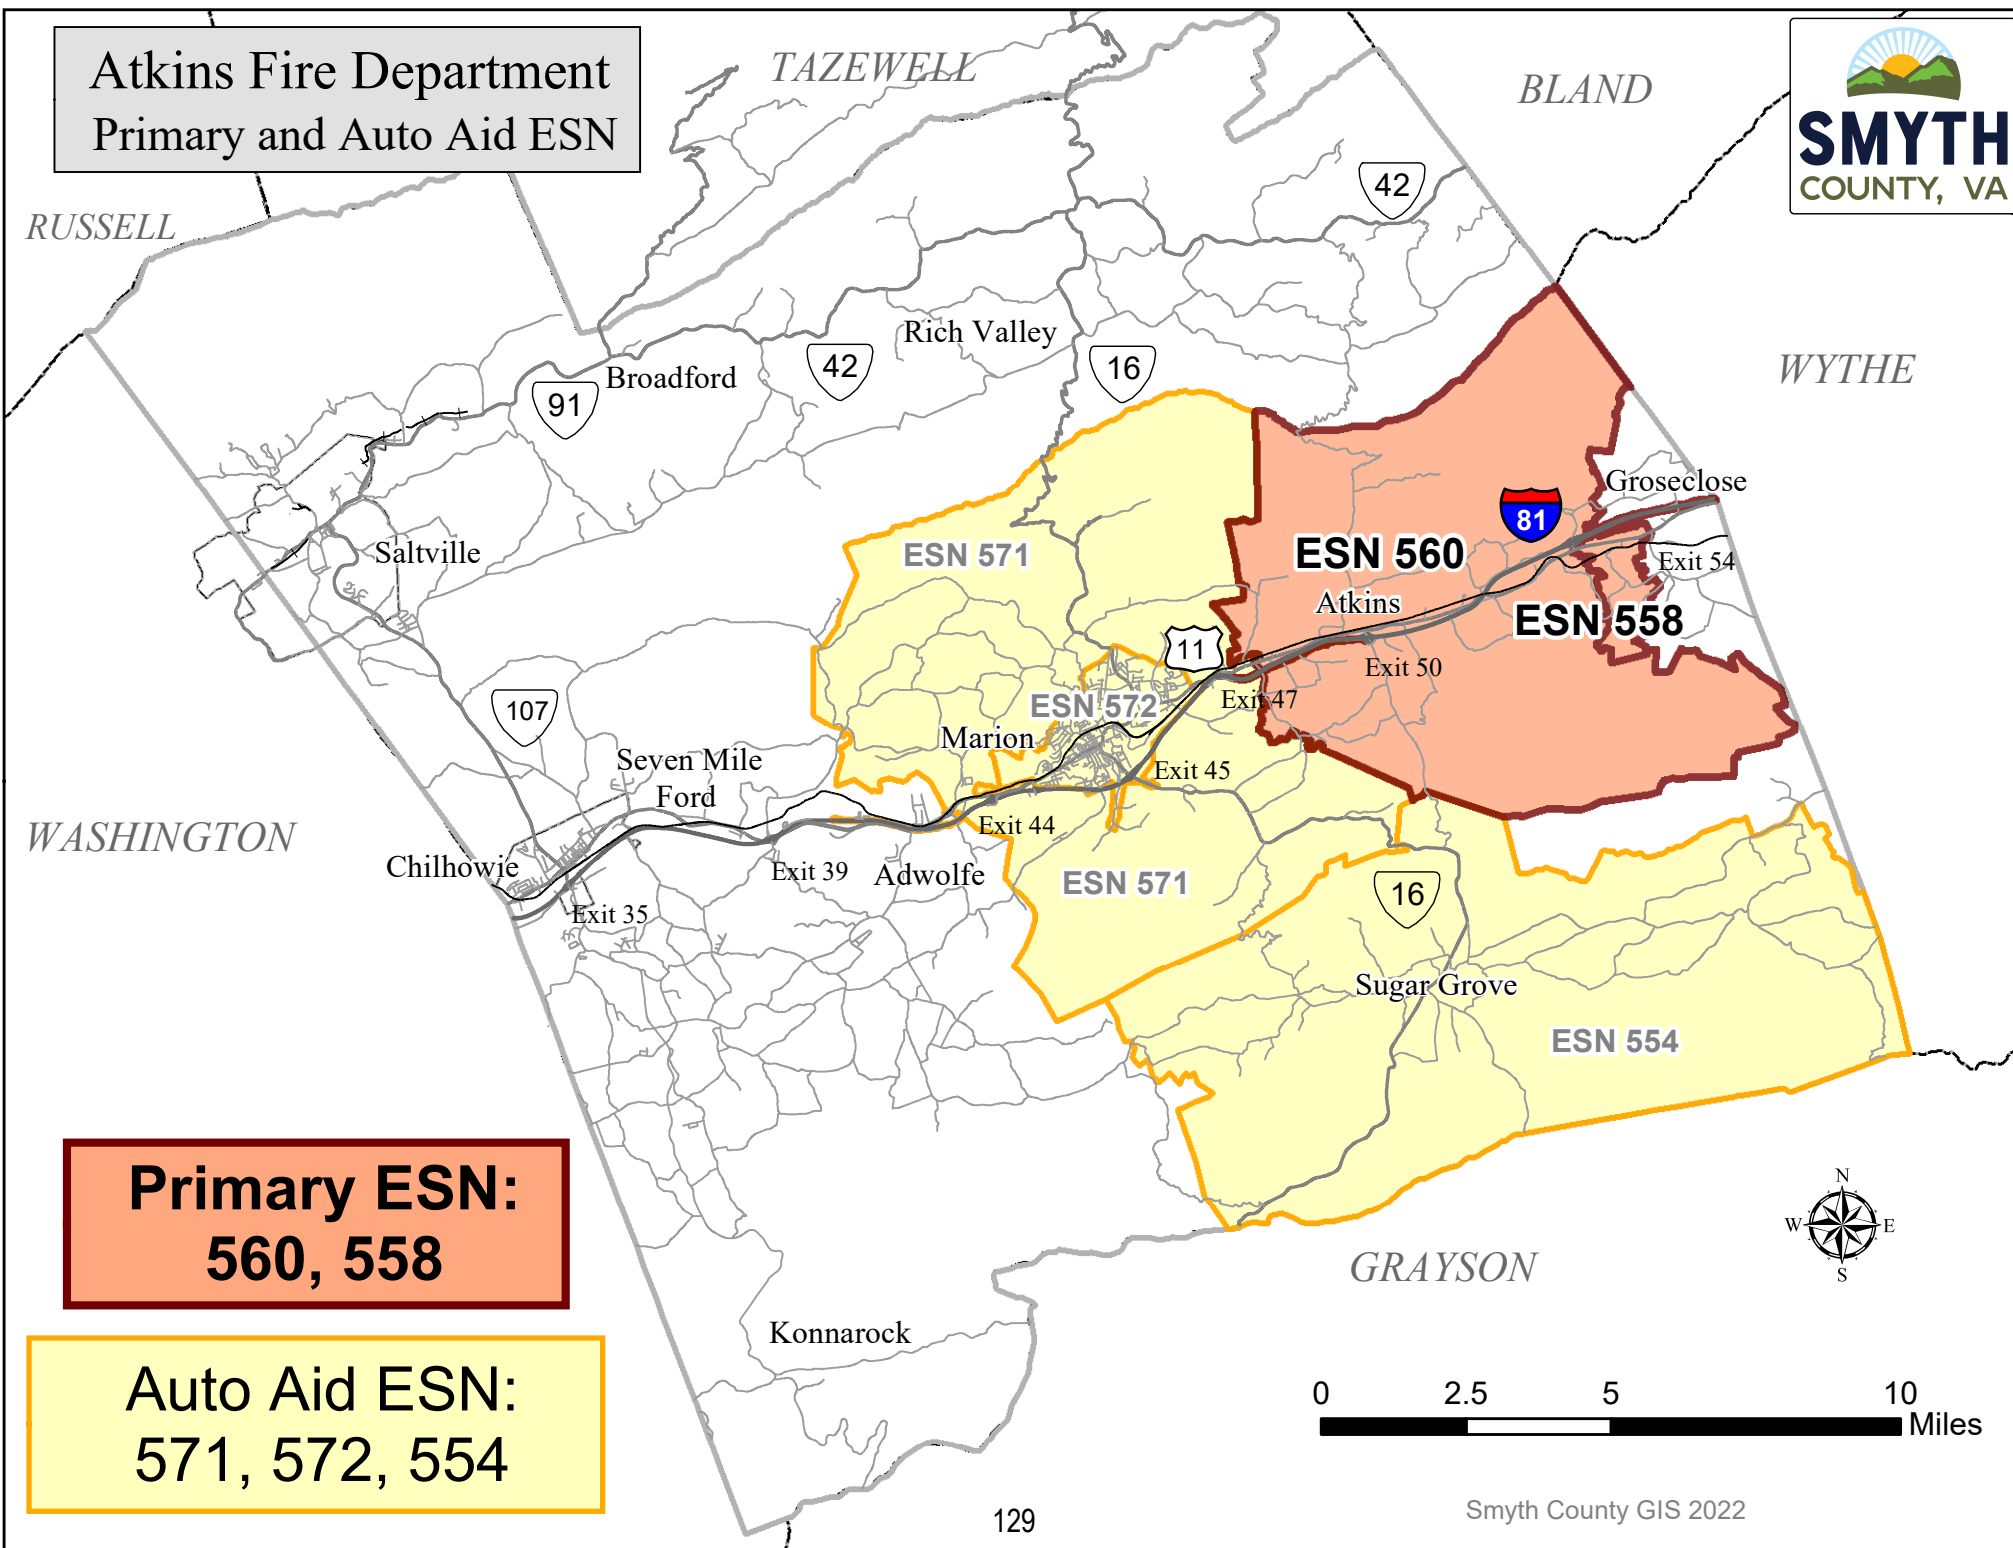 Atkins Fire Department
Primary and Auto Aid ESN
TAZEWELL
BLAND
SMYTH
COUNTY, VA
RUSSELL
42
WYTHE
Rich Valley
42
16
Broadford
91
Groseclose
81
Saltville
ESN 571
ESN 560
Exit 54
Atkins
ESN 558
11
Exit 50
Exit 47
107
ESN 572
Marion
Seven Mile
Ford
Exit 45
WASHINGTON
Exit 44
Chilhowie
Exit 39
Adwolfe
ESN 571
16
Exit 35
Sugar Grove
ESN 554
Primary ESN:
560, 558
N
W
E
S
GRAYSON
Konnarock
Auto Aid ESN:
571, 572, 554
0 2.5 5 10
Miles
129
Smyth County GIS 2022